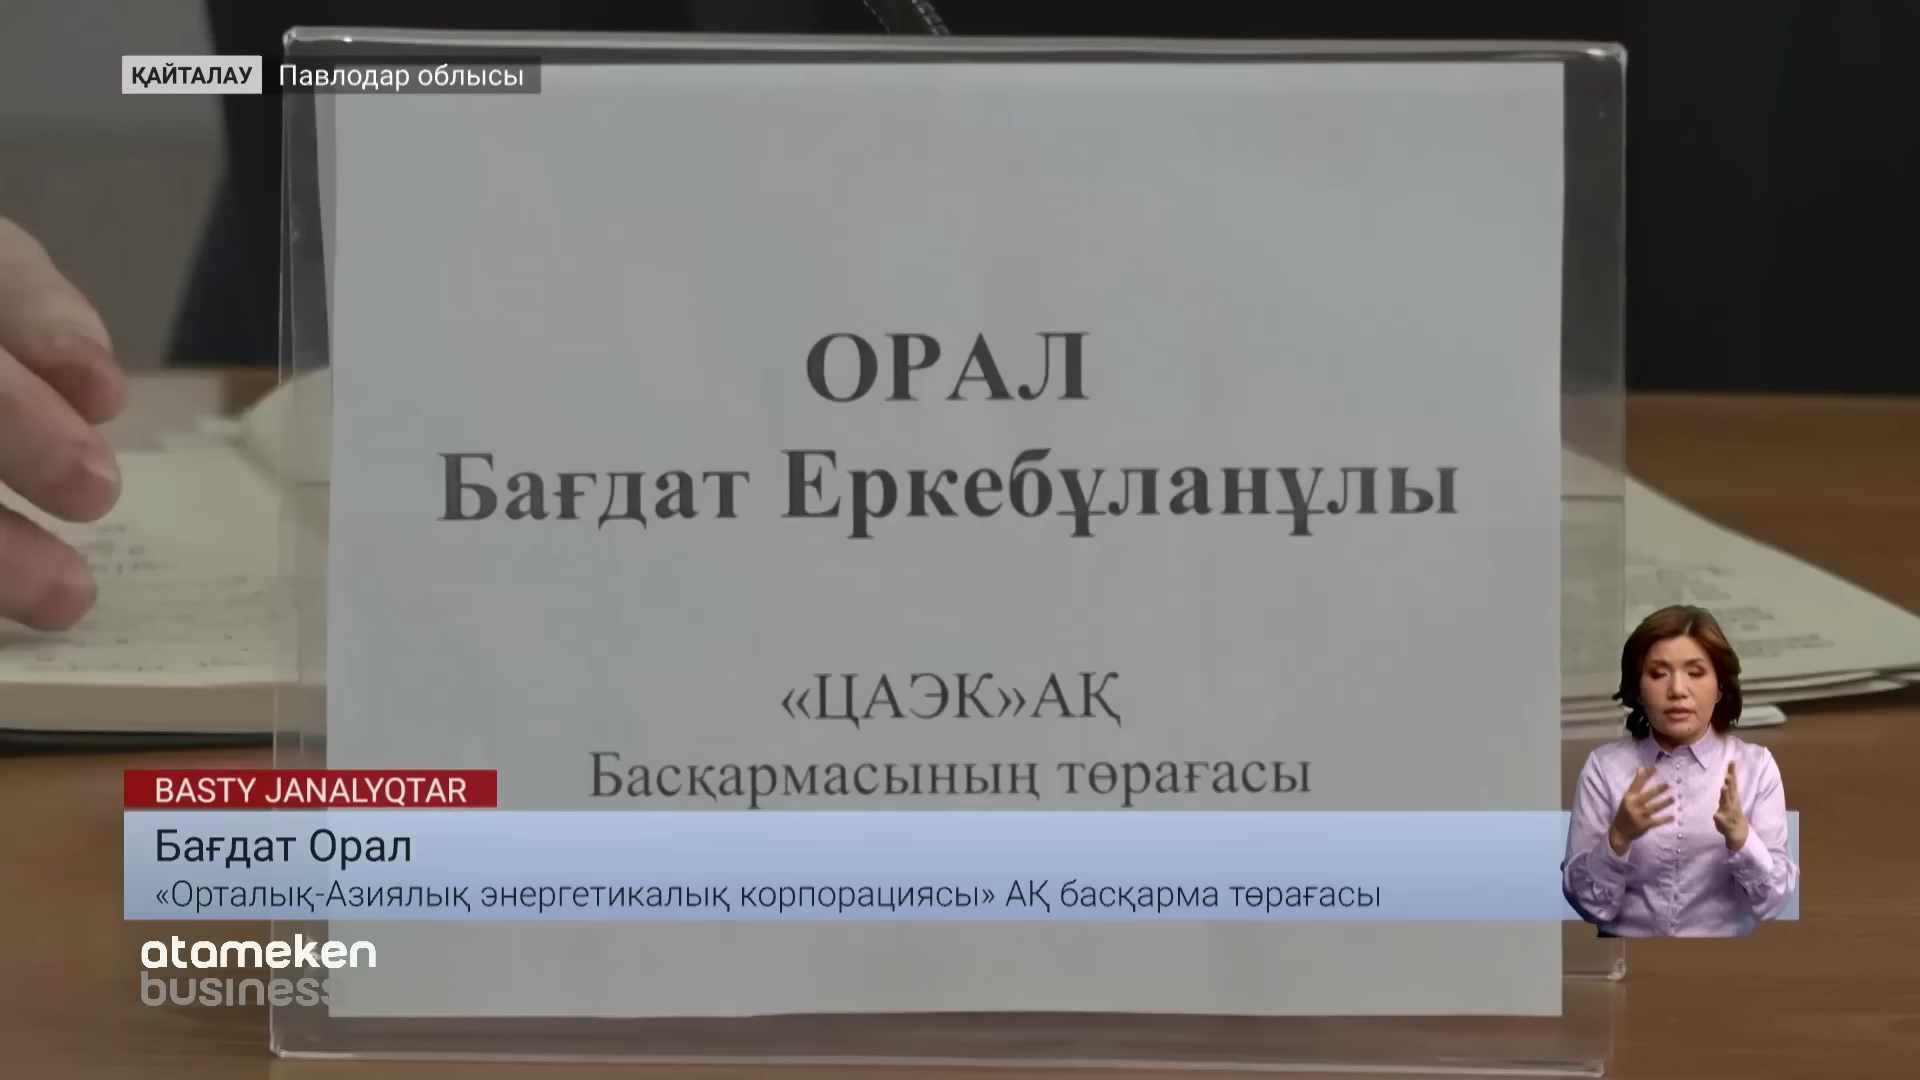 ҚАЙТАЛАУ Павлодар облысы
ОРАЛ
Бағдат Еркебұланұлы
«ЦАЭК»АҚ
Басқармасының төрағасы
BASTY JANALYQTAR
Бағдат Орал
«Орталық-Азиялық энергетикалық корпорациясы» АҚ басқарма төрағасы
atameken
business